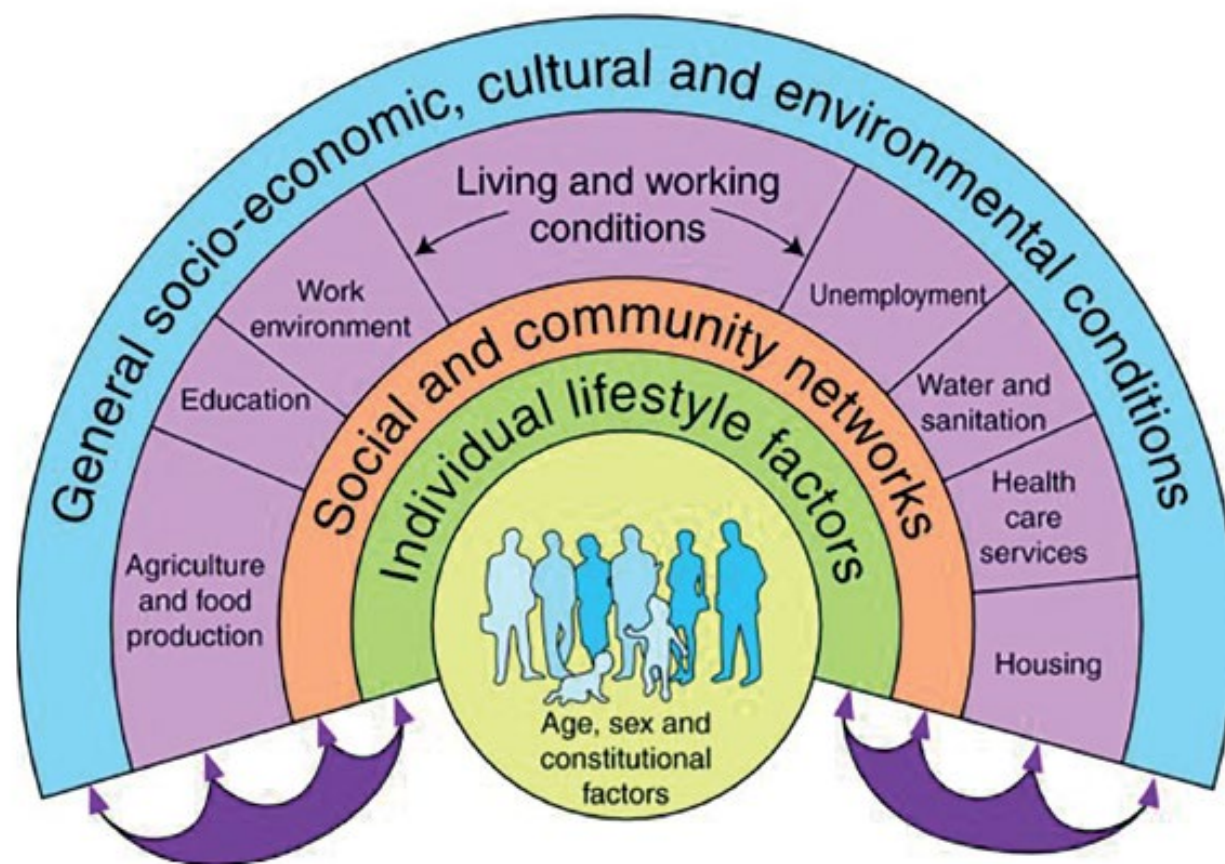 General socio-economic, cultural and environmental conditions
Living and working
conditions
Work
environment
Unemployment
Education
Water and
sanitation
Agriculture
and food
production
Health
care
services
Housing
Social and community networks
Individual lifestyle factors
Age, sex and
constitutional
factors